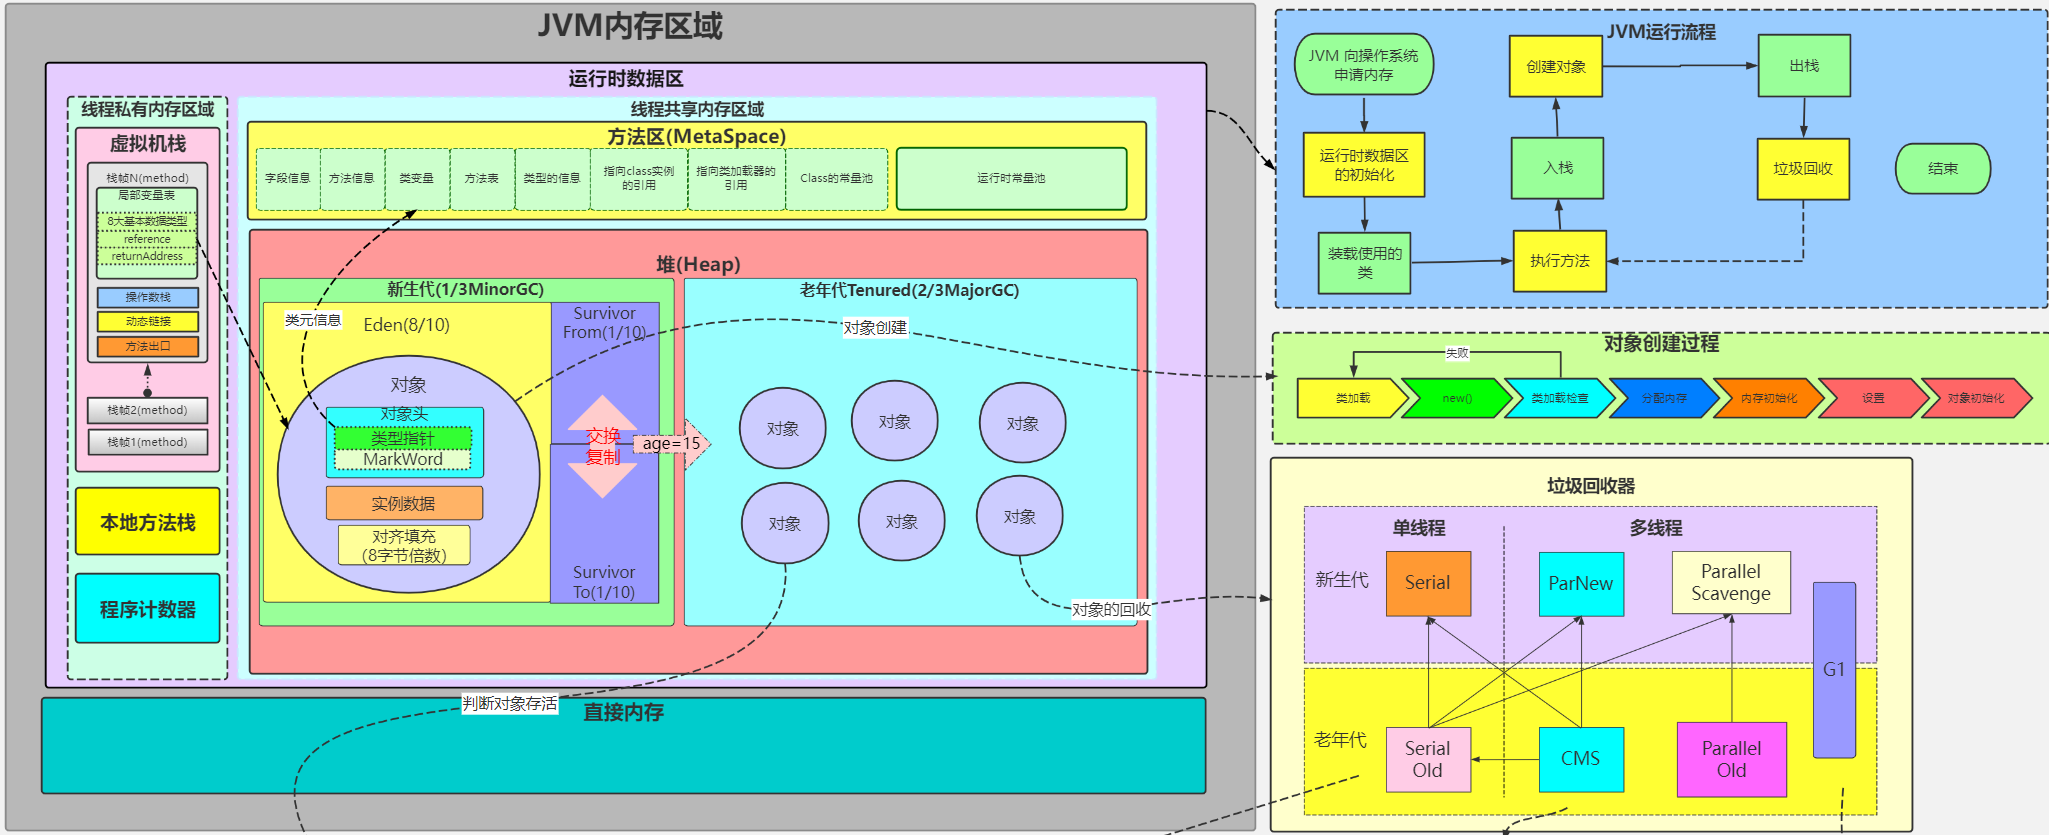 JVM内存区域
运行时数据区
线程私有内存区域
虚拟机栈
栈帧N(method)
局部变量表
8大基本数据类型
reference
returnAddress
操作数栈
动态链接
方法出口
栈帧2(method)
栈帧1(method)
本地方法栈
程序计数器
线程共享内存区域
方法区(MetaSpace)
字段信息
方法信息
类变量
方法表
类型的信息
指向class实例
的引用
指向类加载器的
引用
Class的常量池
运行时常量池
堆(Heap)
新生代(1/3MinorGC)
类元信息
Eden(8/10)
Survivor
From(1/10)
对象
对象头
类型指针
MarkWord
实例数据
对齐填充
(8字节倍数)
交换
复制
age=15
Survivor
To(1/10)
老年代Tenured(2/3MajorGC)
对象创建
对象
对象
对象
对象
对象
对象
对象的回收
判断对象存活
直接内存
JVM运行流程
JVM 向操作系统
申请内存
运行时数据区
的初始化
装载使用的
类
创建对象
入栈
执行方法
出栈
垃圾回收
结束
对象创建过程
失败
类加载
new()
类加载检查
分配内存
内存初始化
设置
对象初始化
垃圾回收器
单线程
多线程
新生代
Serial
ParNew
Parallel
Scavenge
G1
老年代
Serial
Old
CMS
Parallel
Old